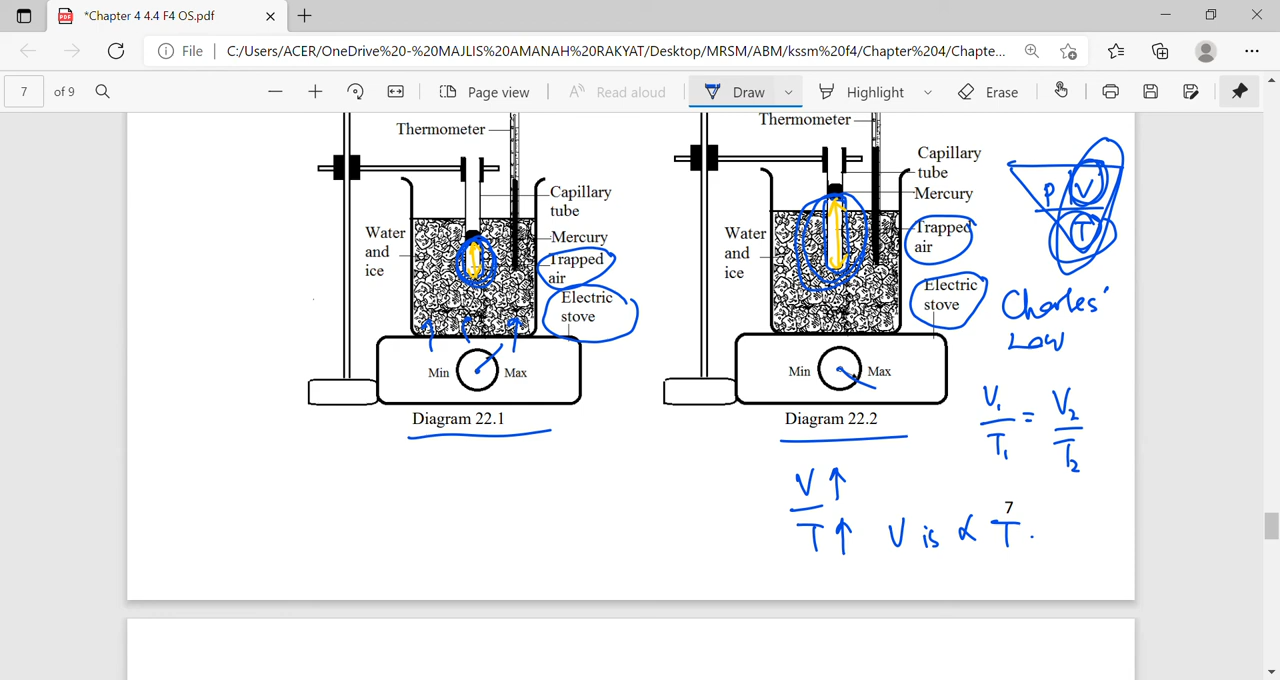 *Chapter 4 4.4 F4 OS.pdf
File
C:/Users/ACER/OneDrive%20-%20MAJLIS%20AMANAH%20RAKYAT/Desktop/MRSM/ABM/kssm%20f4/Chapter%204/Chapte...
7 of 9
Page view
Read aloud
Draw
Highlight
Erase
Thermometer
Capillary
tube
Water
and
ice
Mercury
Trapped
air
Electric
stove
Min
Max
Diagram 22.1
Thermometer
Capillary
tube
Mercury
Water
and
ice
Trapped
air
Electric
stove
Min
Max
Diagram 22.2
P V
T
Charles'
Law
V₁/T₁ = V₂/T₂
V ↑
T ↑
V is ∝ T.
7